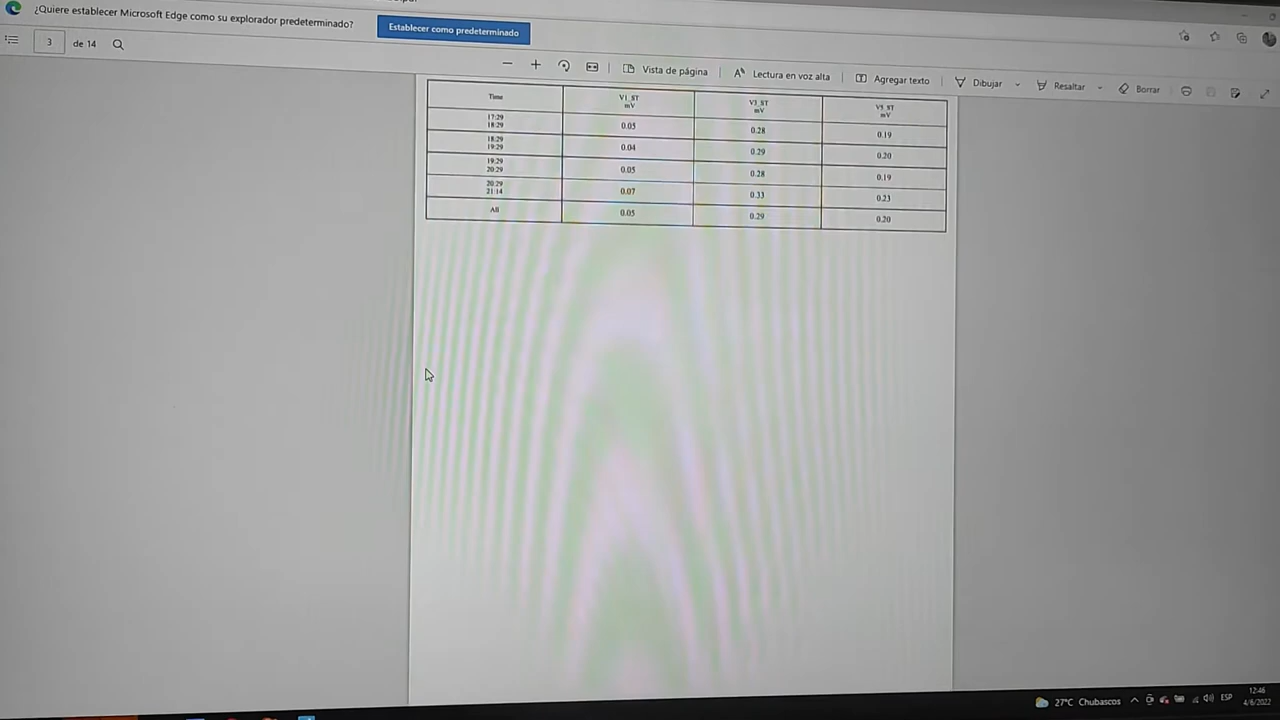 ¿Quiere establecer Microsoft Edge como su explorador predeterminado? Establecer como predeterminado
3 de 14
Vista de página Lectura en voz alta Agregar texto Dibujar Resaltar Borrar
Time V1_ST mV V3_ST mV V5_ST mV
17:29 18:29 0.05 0.28 0.19
18:29 19:29 0.04 0.29 0.20
19:29 20:29 0.05 0.28 0.19
20:29 21:14 0.07 0.33 0.23
All 0.05 0.29 0.20
27°C Chubascos ESP 12:46
4/6/2022